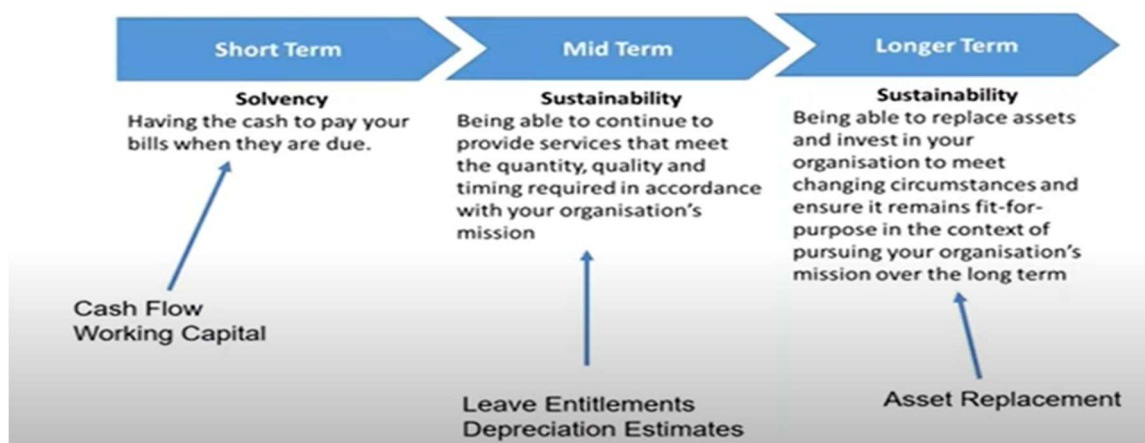 Short Term
Mid Term
Longer Term
Solvency
Having the cash to pay your
bills when they are due.
Sustainability
Being able to continue to
provide services that meet
the quantity, quality and
timing required in accordance
with your organisation's
mission
Sustainability
Being able to replace assets
and invest in your
organisation to meet
changing circumstances and
ensure it remains fit-for-
purpose in the context of
pursuing your organisation's
mission over the long term
Cash Flow
Working Capital
Leave Entitlements
Depreciation Estimates
Asset Replacement